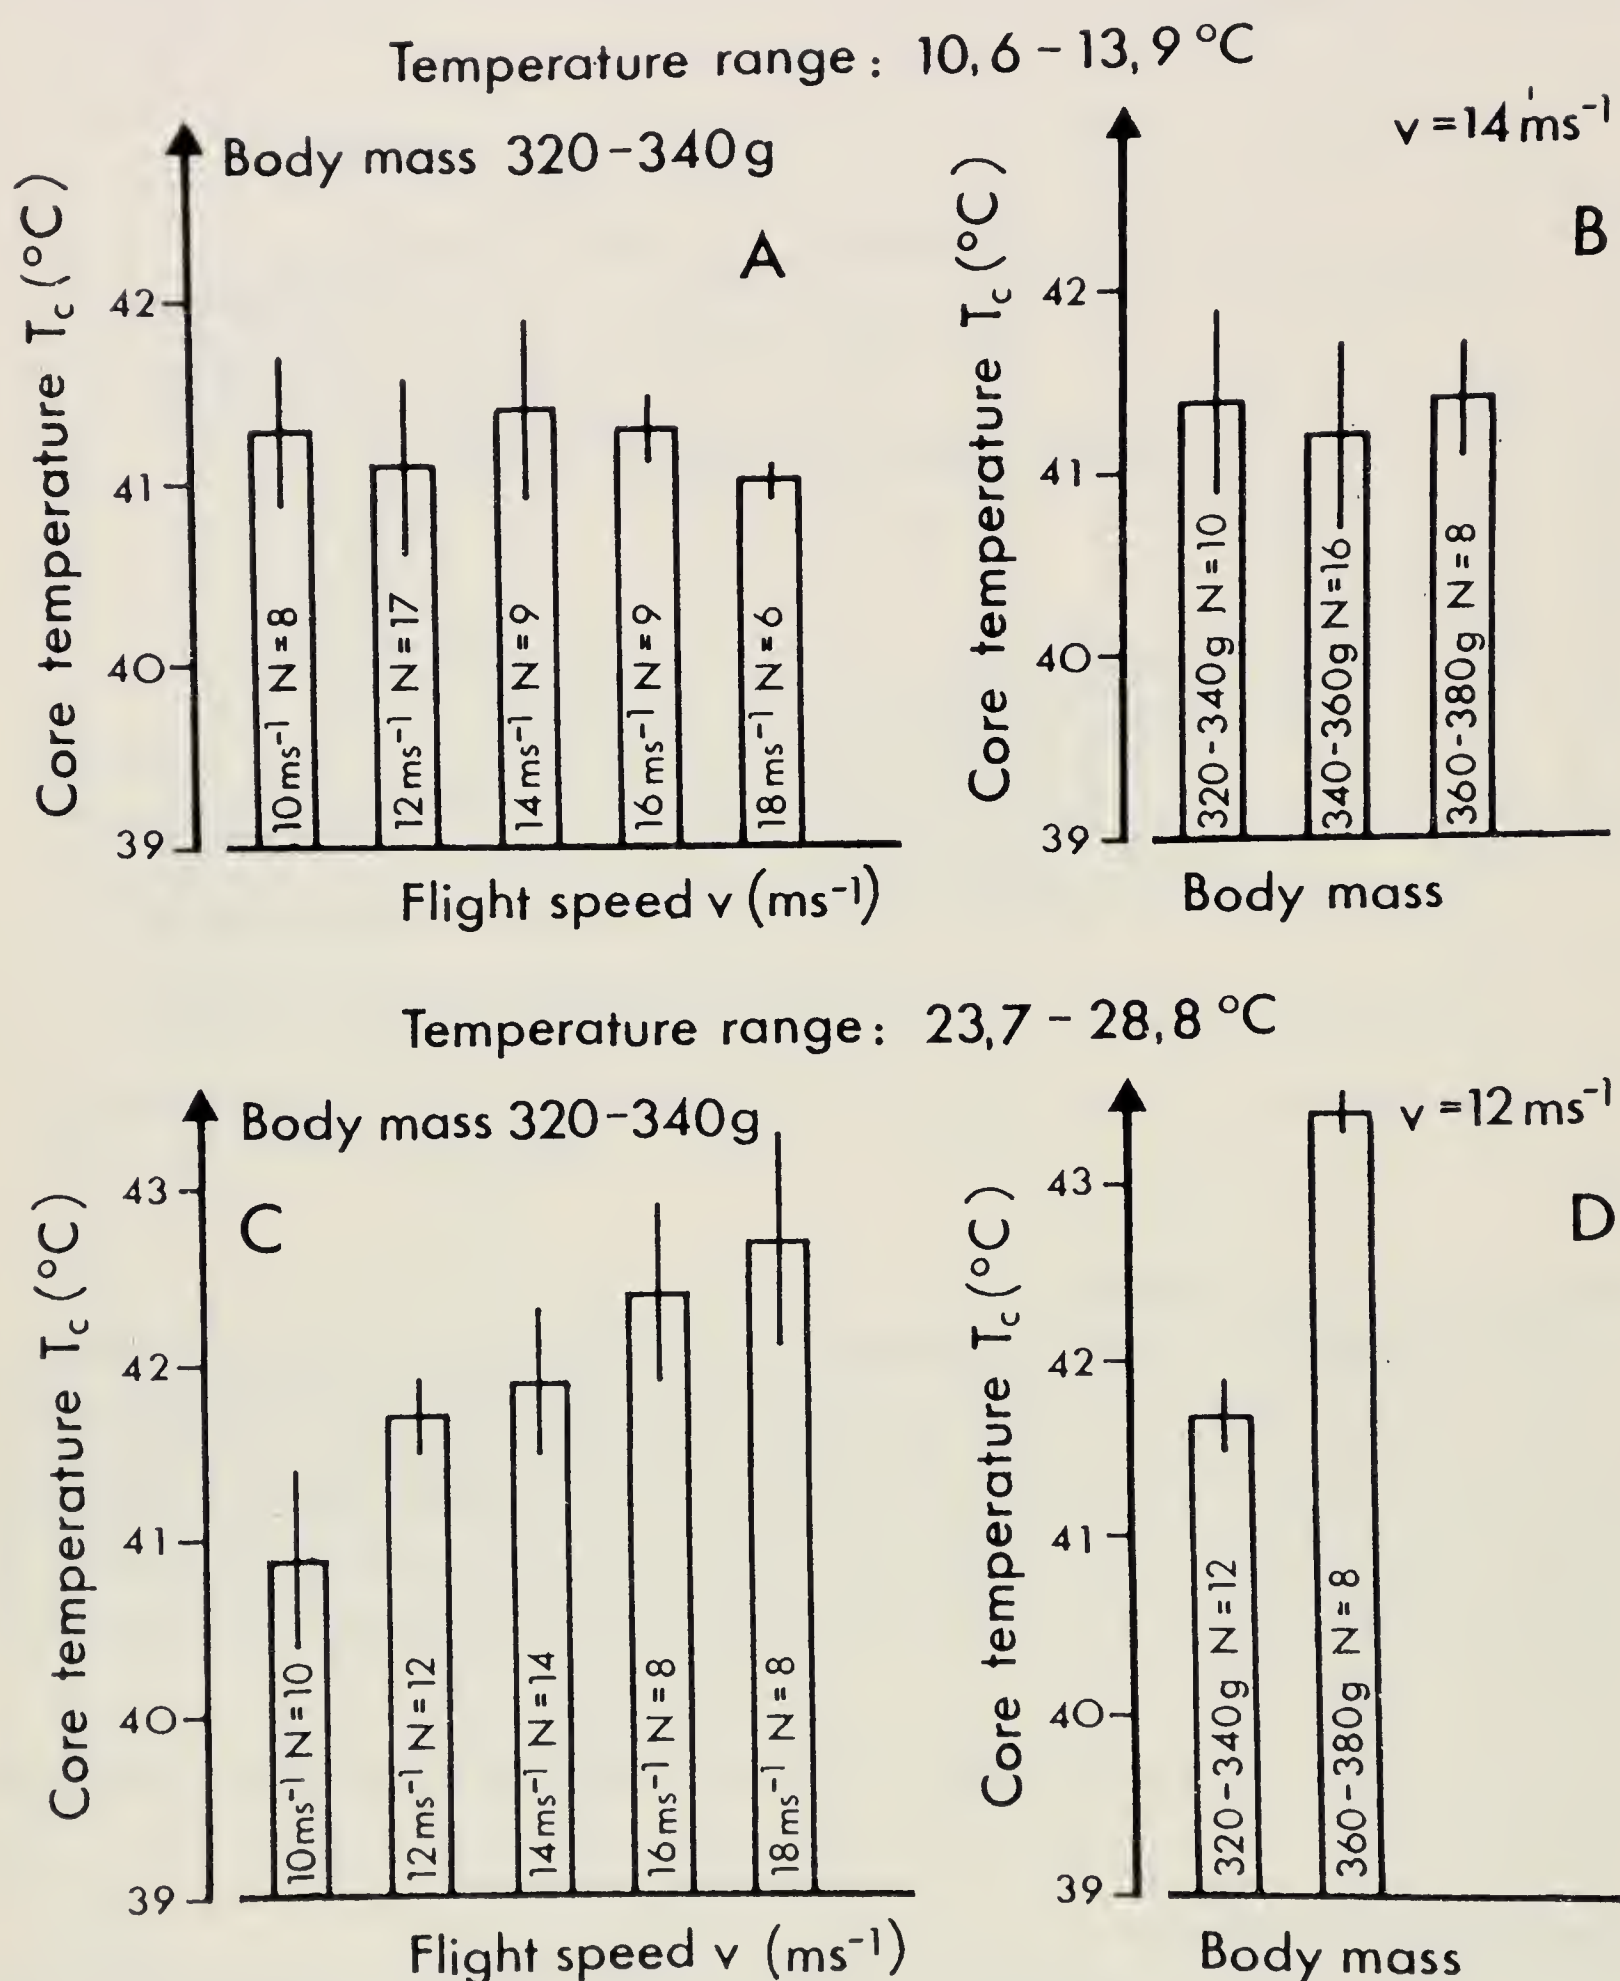 Temperature range: 10,6 - 13,9 °C
Body mass 320-340g
A
Core temperature Tc (°C)
42
41
40
39
10ms⁻¹ N=8
12ms⁻¹ N=17
14ms⁻¹ N=9
16ms⁻¹ N=9
18ms⁻¹ N=6
Flight speed v (ms⁻¹)
v=14 ms⁻¹
B
Core temperature Tc (°C)
42
41
40
39
320-340g N=10
340-360g N=16
360-380g N=8
Body mass
Temperature range: 23,7 - 28,8 °C
Body mass 320-340g
C
Core temperature Tc (°C)
43
42
41
40
39
10ms⁻¹ N=10
12ms⁻¹ N=12
14ms⁻¹ N=14
16ms⁻¹ N=8
18ms⁻¹ N=8
Flight speed v (ms⁻¹)
v=12 ms⁻¹
D
Core temperature Tc (°C)
43
42
41
40
39
320-340g N=12
360-380g N=8
Body mass